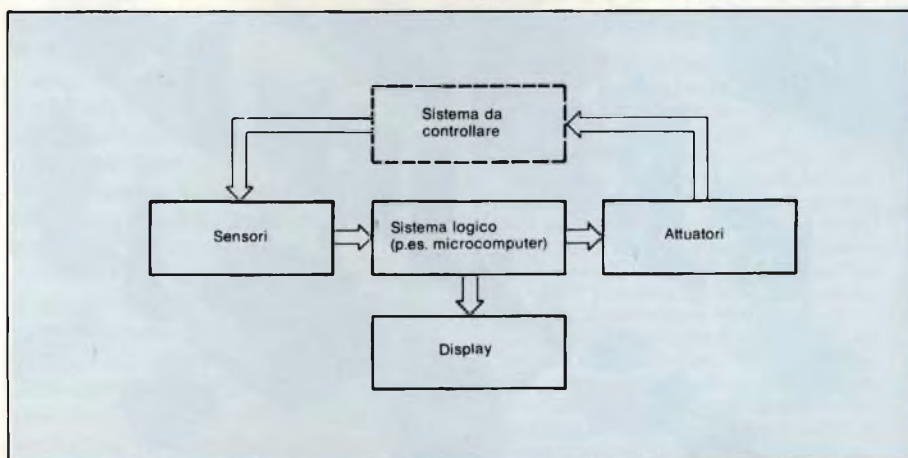 Sistema da
controllare
Sensori
Sistema logico
(p.es. microcomputer)
Attuatori
Display